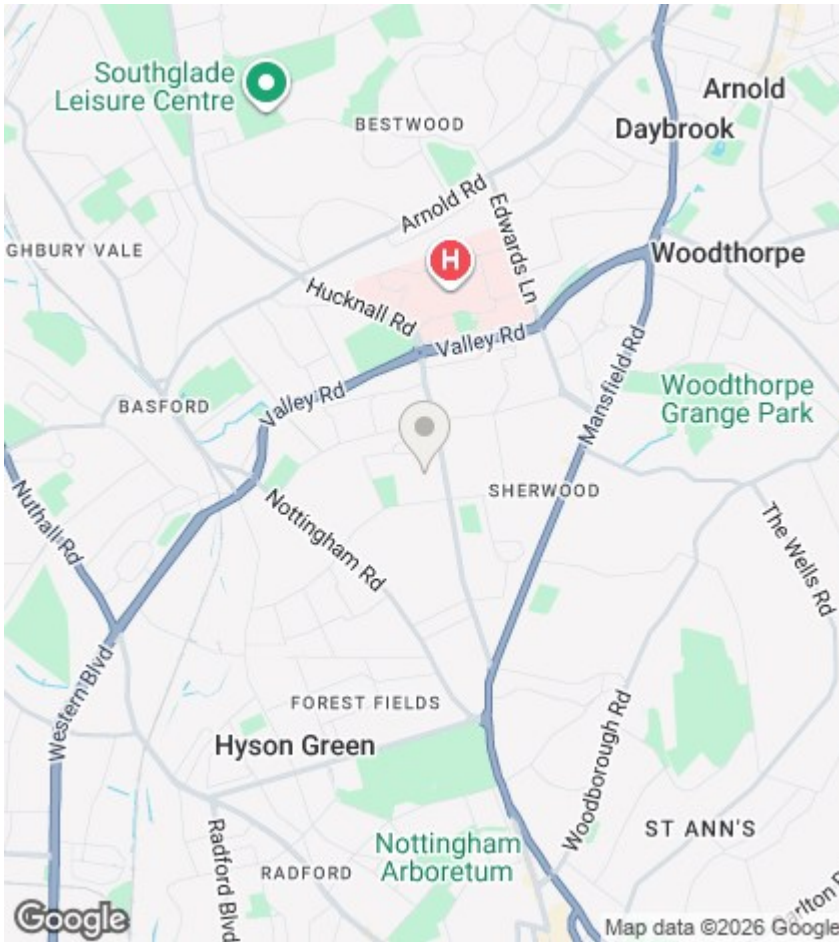 Southglade
Leisure Centre
Arnold
Daybrook
BESTWOOD
Arnold Rd
Edwards Ln
GHBURY VALE
H
Woodthorpe
Hucknall Rd
Valley Rd
Mansfield Rd
Woodthorpe
Grange Park
BASFORD
Valley Rd
SHERWOOD
Nuthall Rd
Nottingham Rd
The Wells Rd
Western Blvd
FOREST FIELDS
Hyson Green
Woodborough Rd
ST ANN'S
Nottingham
Arboretum
RADFORD
Radford Blvd
Carlton R
Google
Map data ©2026 Google